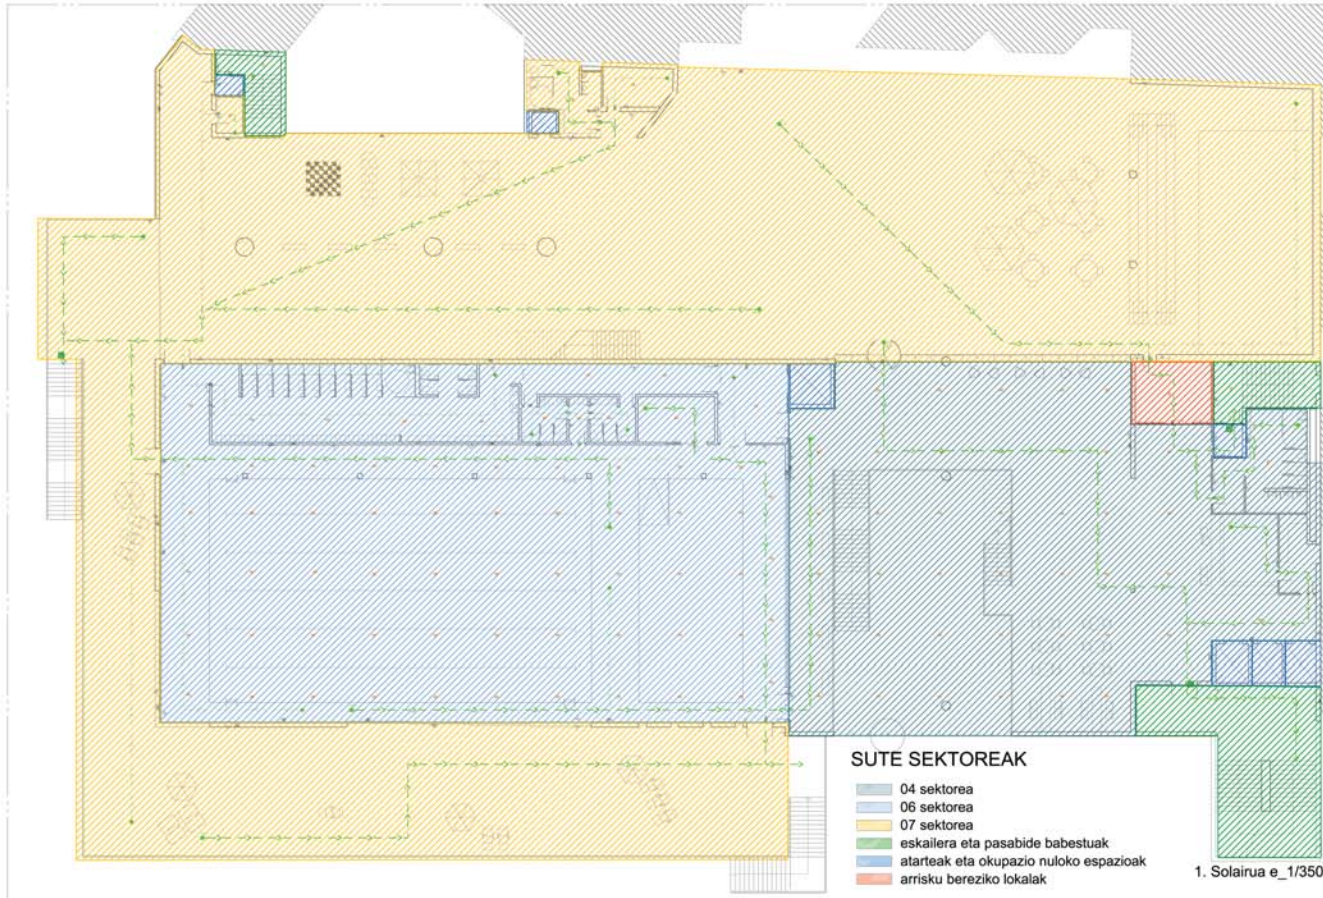 SUTE SEKTOREAK
04 sektorea
06 sektorea
07 sektorea
eskailera eta pasabide babestuak
atarteak eta okupazio nuloko espazioak
arrisku bereziko lokalak
1. Solairua e_1/350